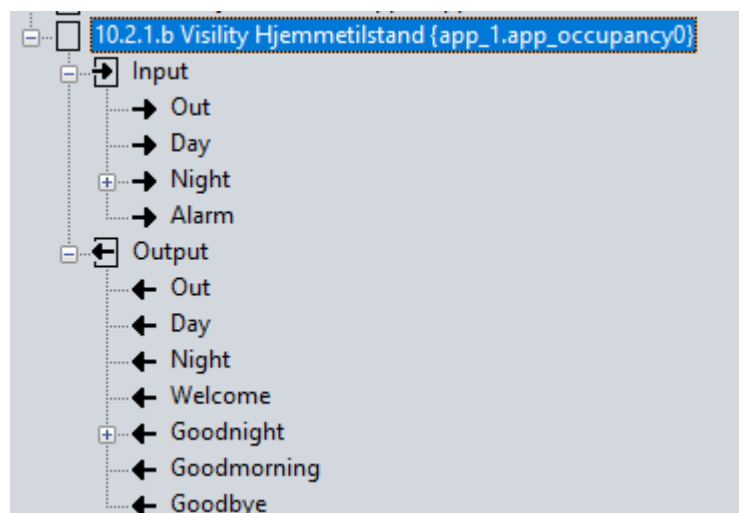 10.2.1.b Visility Hjemmetilstand {app_1.app_occupancy0}
Input
Out
Day
Night
Alarm
Output
Out
Day
Night
Welcome
Goodnight
Goodmorning
Goodbye